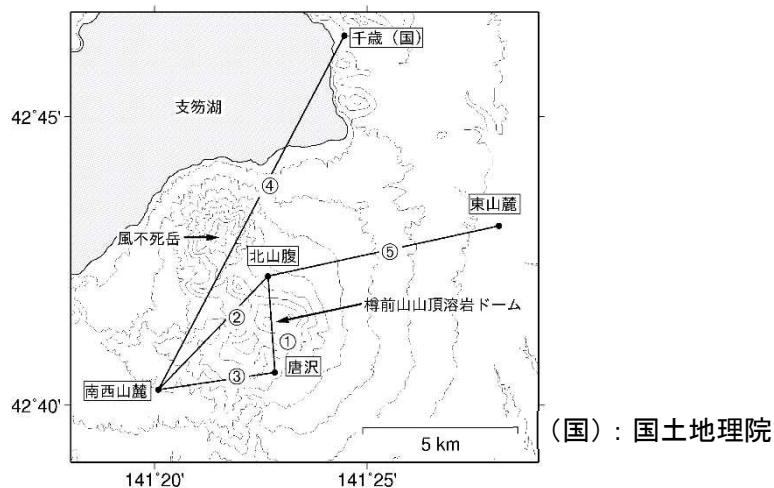 千歳（国）
42°45'
支笏湖
④
東山麓
風不死岳
北山腹
⑤
樽前山山頂溶岩ドーム
②
①
南西山麓
③
唐沢
42°40'
5 km
（国）：国土地理院
141°20'
141°25'